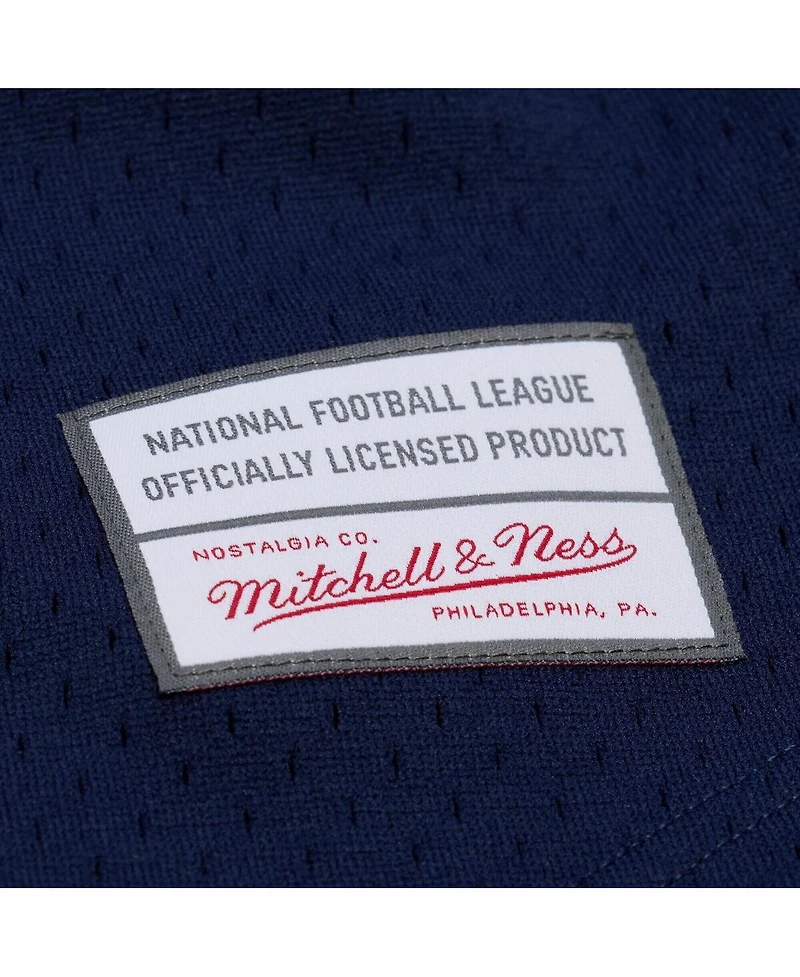 NATIONAL FOOTBALL LEAGUE
OFFICIALLY LICENSED PRODUCT
NOSTALGIA CO.
Mitchell & Ness
PHILADELPHIA, PA.